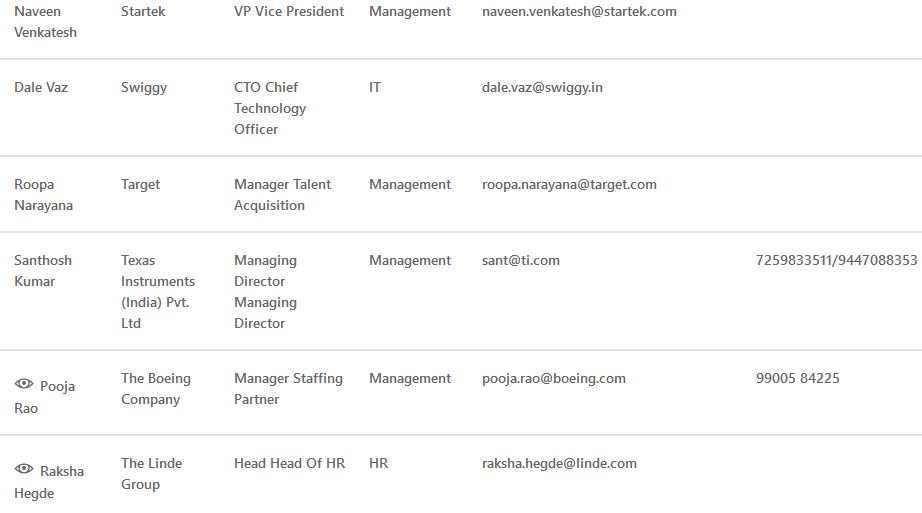 Naveen Venkatesh Startek VP Vice President Management naveen.venkatesh@startek.com
Dale Vaz Swiggy CTO Chief Technology Officer IT dale.vaz@swiggy.in
Roopa Narayana Target Manager Talent Acquisition Management roopa.narayana@target.com
Santhosh Kumar Texas Instruments (India) Pvt. Ltd Managing Director Managing Director Management sant@ti.com 7259833511/9447088353
Pooja Rao The Boeing Company Manager Staffing Partner Management pooja.rao@boeing.com 99005 84225
Raksha Hegde The Linde Group Head Head Of HR HR raksha.hegde@linde.com